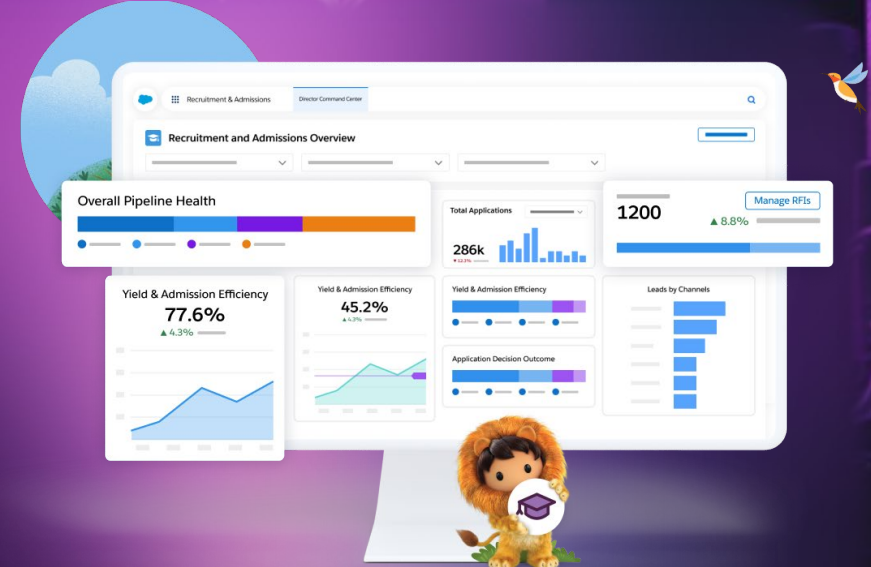 Recruitment & Admissions
Director Command Center
Recruitment and Admissions Overview
Overall Pipeline Health
Total Applications
286k
1200
Manage RFIs
▲ 8.8%
Yield & Admission Efficiency
77.6%
▲ 4.3%
Yield & Admission Efficiency
45.2%
▲ 4.3%
Yield & Admission Efficiency
Application Decision Outcome
Leads by Channels